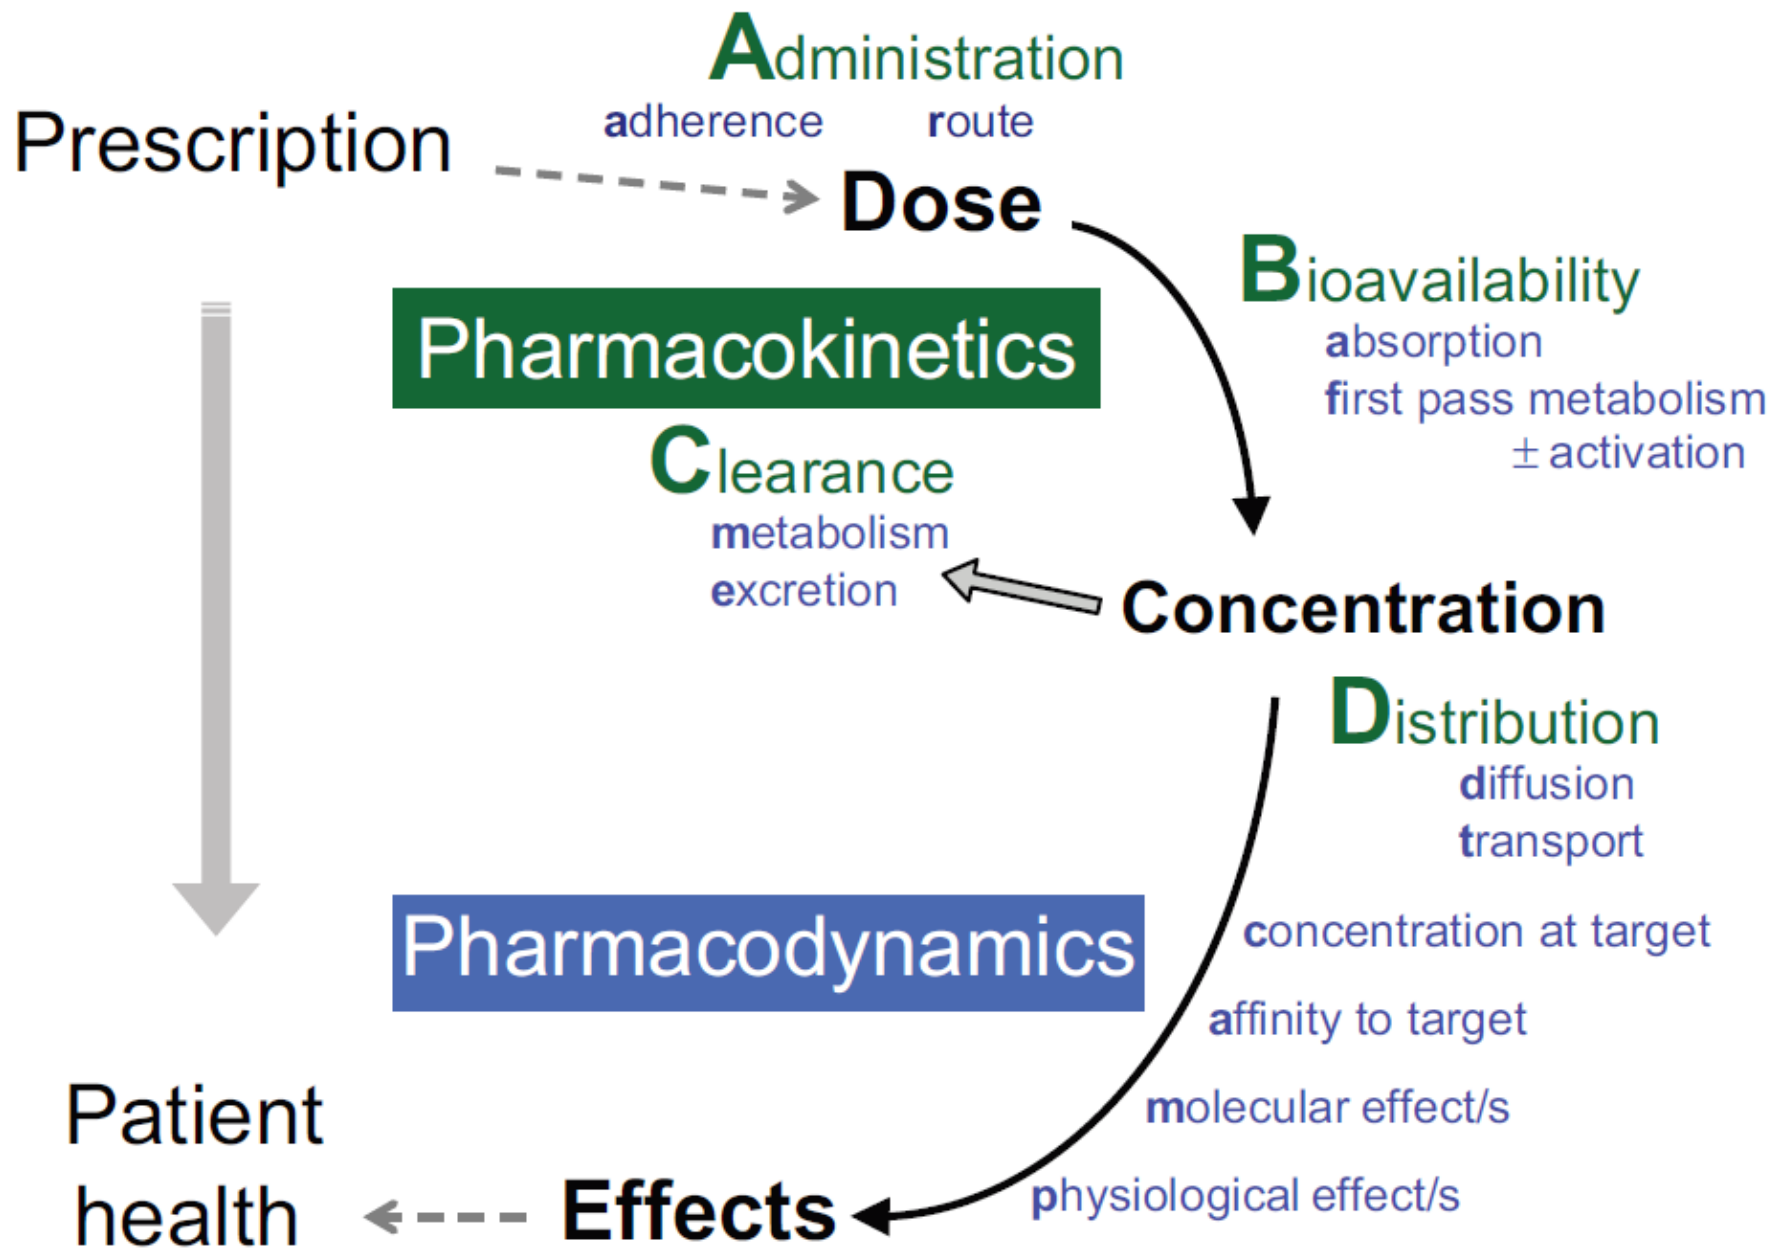 Administration
adherence route
Prescription
Dose
Bioavailability
absorption
first pass metabolism
± activation
Pharmacokinetics
Clearance
metabolism
excretion
Concentration
Distribution
diffusion
transport
Pharmacodynamics
concentration at target
affinity to target
molecular effect/s
physiological effect/s
Effects
Patient
health